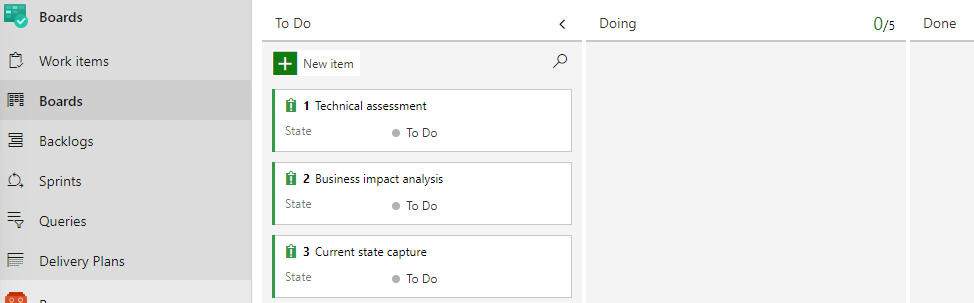 Boards
Work items
Boards
Backlogs
Sprints
Queries
Delivery Plans
To Do
New item
1 Technical assessment
State To Do
2 Business impact analysis
State To Do
3 Current state capture
State To Do
Doing 0/5
Done